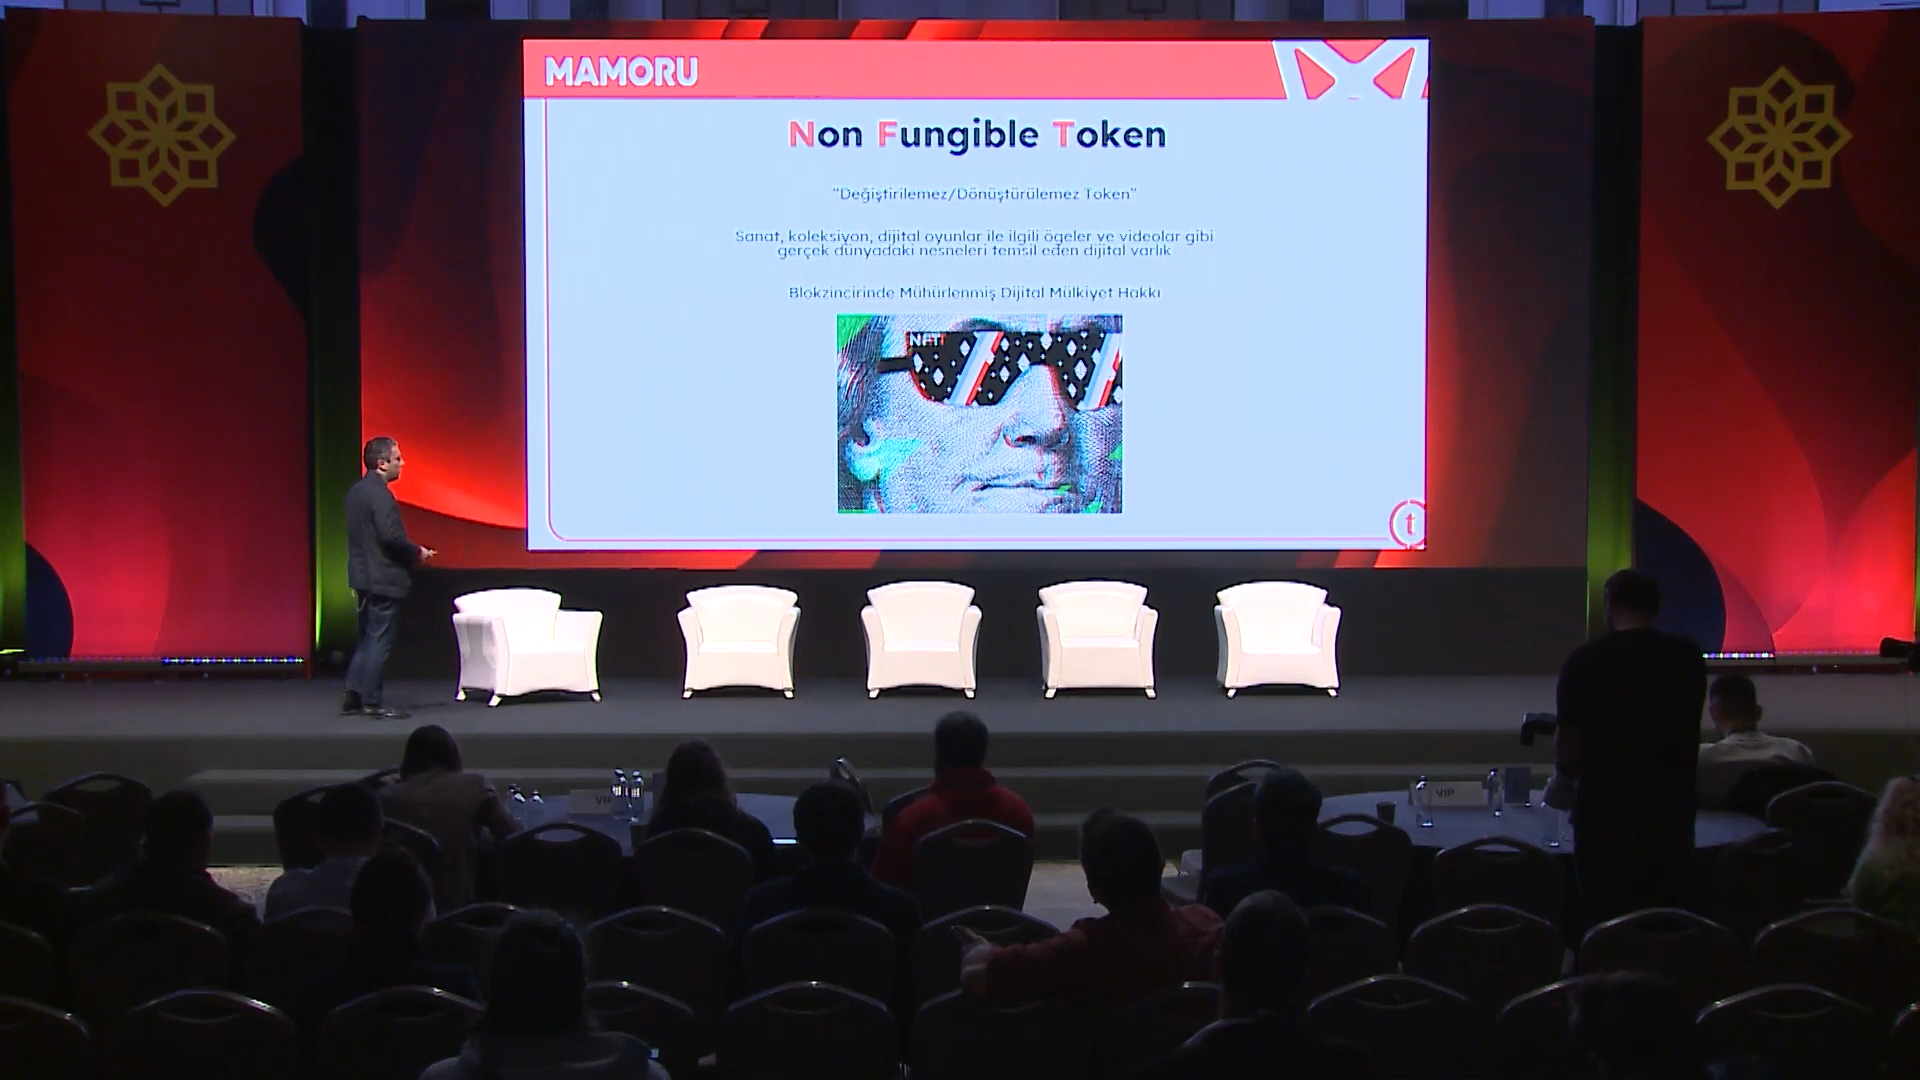 MAMORU
Non Fungible Token
"Değiştirilemez/Dönüştürülemez Token"
Sanat, koleksiyon, dijital oyunlar ile ilgili ögeler ve videolar gibi
gerçek dünyadaki nesneleri temsil eden dijital varlık
Blokzincirinde Mühürlenmiş Dijital Mülkiyet Hakkı
NFT
t
VIP
VIP